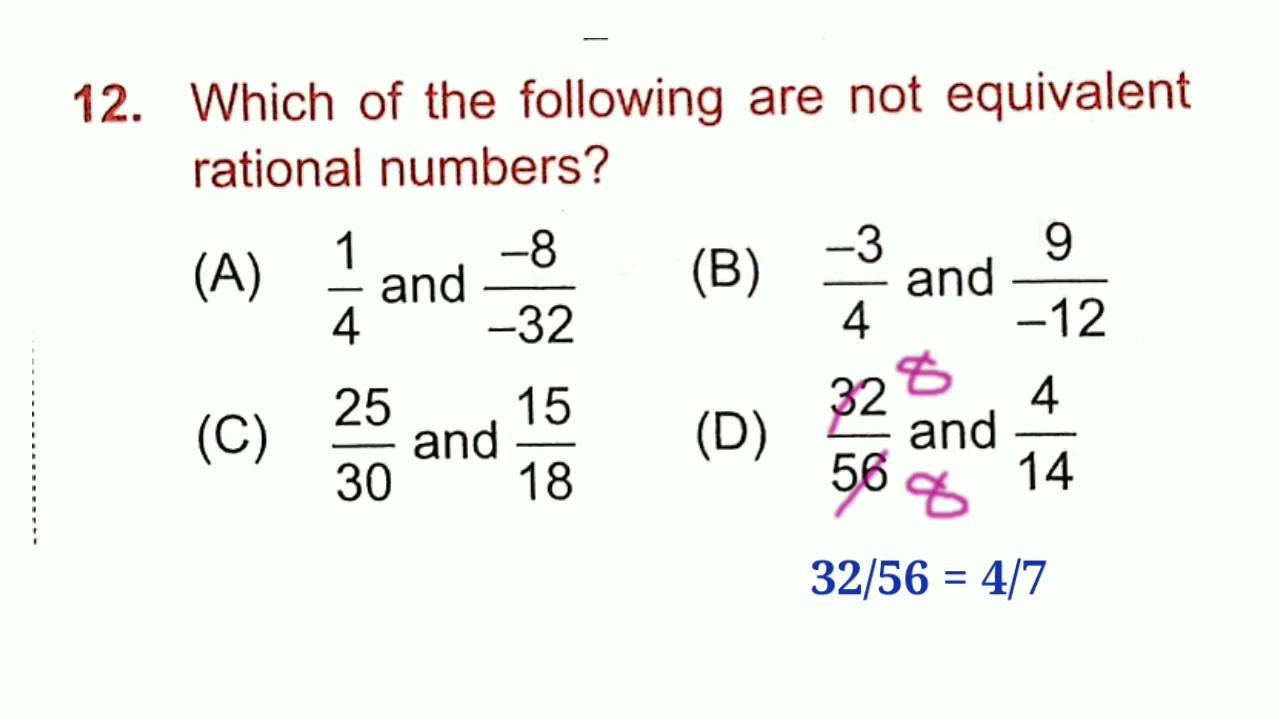 12. Which of the following are not equivalent
rational numbers?
(A) 1/4 and –8/–32 (B) –3/4 and 9/–12
(C) 25/30 and 15/18 (D) 32/56 and 4/14
8
8
32/56 = 4/7